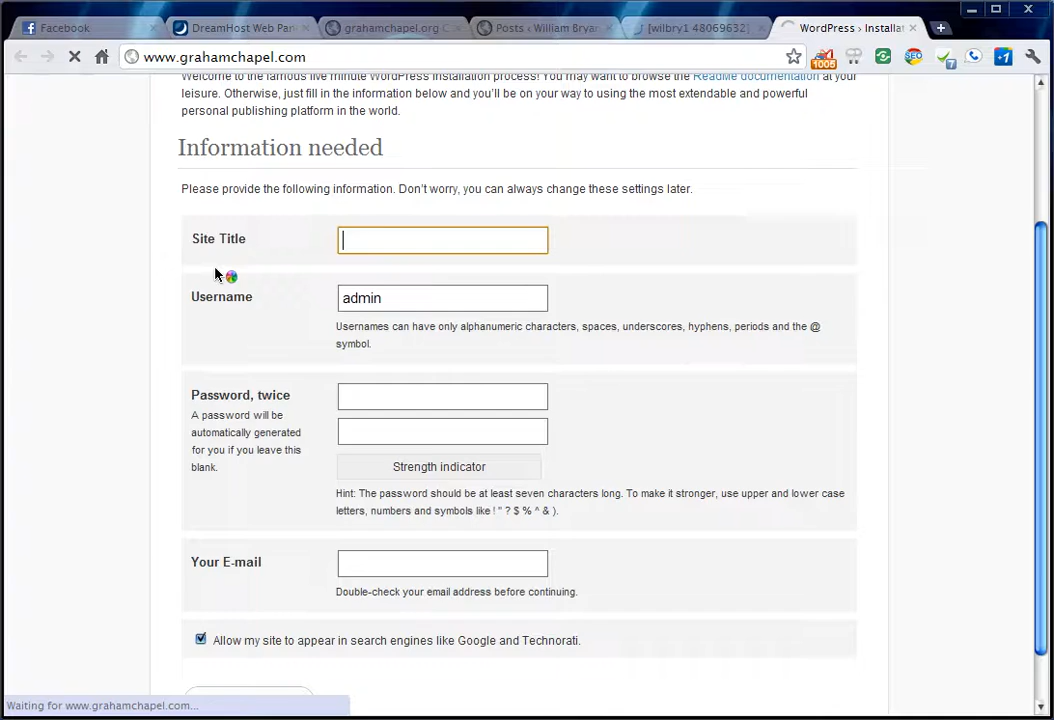 Facebook
DreamHost Web Pan
grahamchapel.org C
Posts ‹ William Bryan
[wilbry1 48069632]
WordPress › Installat
www.grahamchapel.com
1005
SEO
7
+1
Welcome to the famous five minute WordPress installation process! You may want to browse the ReadMe documentation at your
leisure. Otherwise, just fill in the information below and you'll be on your way to using the most extendable and powerful
personal publishing platform in the world.
Information needed
Please provide the following information. Don't worry, you can always change these settings later.
Site Title
Username
admin
Usernames can have only alphanumeric characters, spaces, underscores, hyphens, periods and the @
symbol.
Password, twice
A password will be
automatically generated
for you if you leave this
blank.
Strength indicator
Hint: The password should be at least seven characters long. To make it stronger, use upper and lower case
letters, numbers and symbols like ! " ? $ % ^ & ).
Your E-mail
Double-check your email address before continuing.
Allow my site to appear in search engines like Google and Technorati.
Waiting for www.grahamchapel.com...